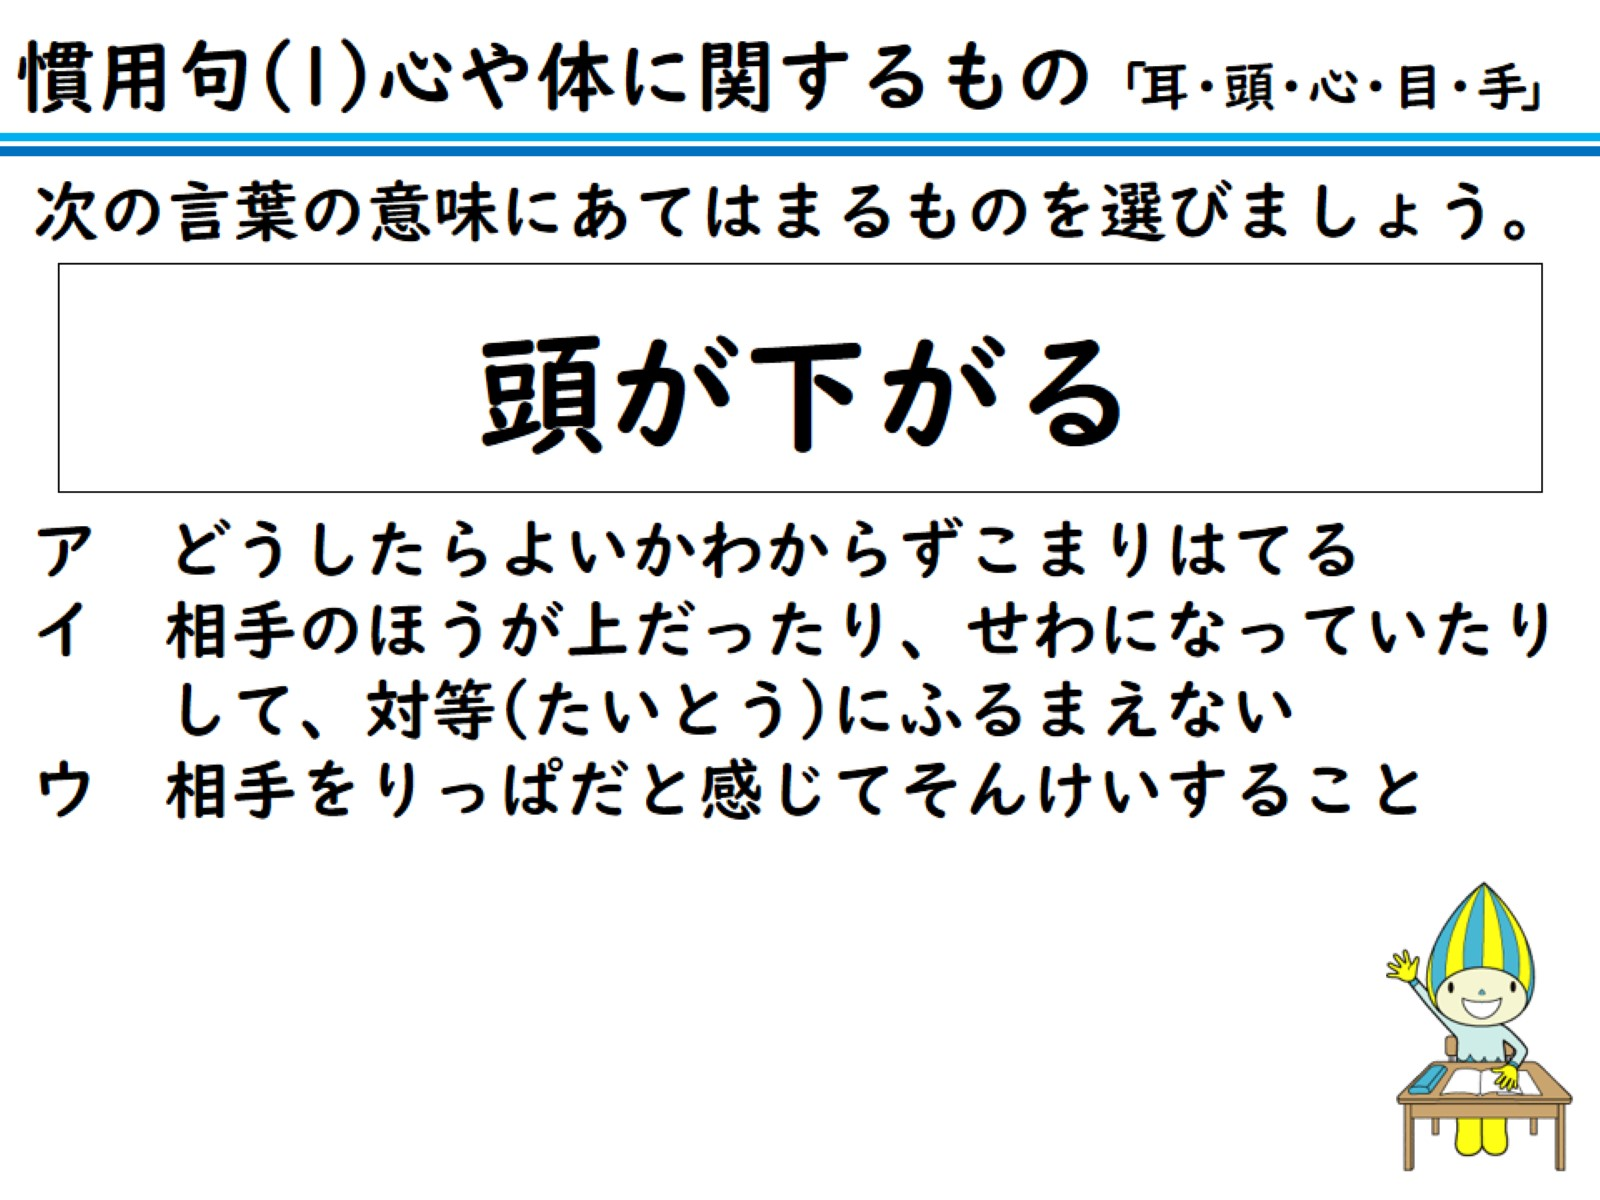 慣用句(1)心や体に関するもの「耳・頭・心・目・手」
次の言葉の意味にあてはまるものを選びましょう。
頭が下がる
ア　どうしたらよいかわからずこまりはてる
イ　相手のほうが上だったり、せわになっていたり
して、対等(たいとう)にふるまえない
ウ　相手をりっぱだと感じてそんけいすること